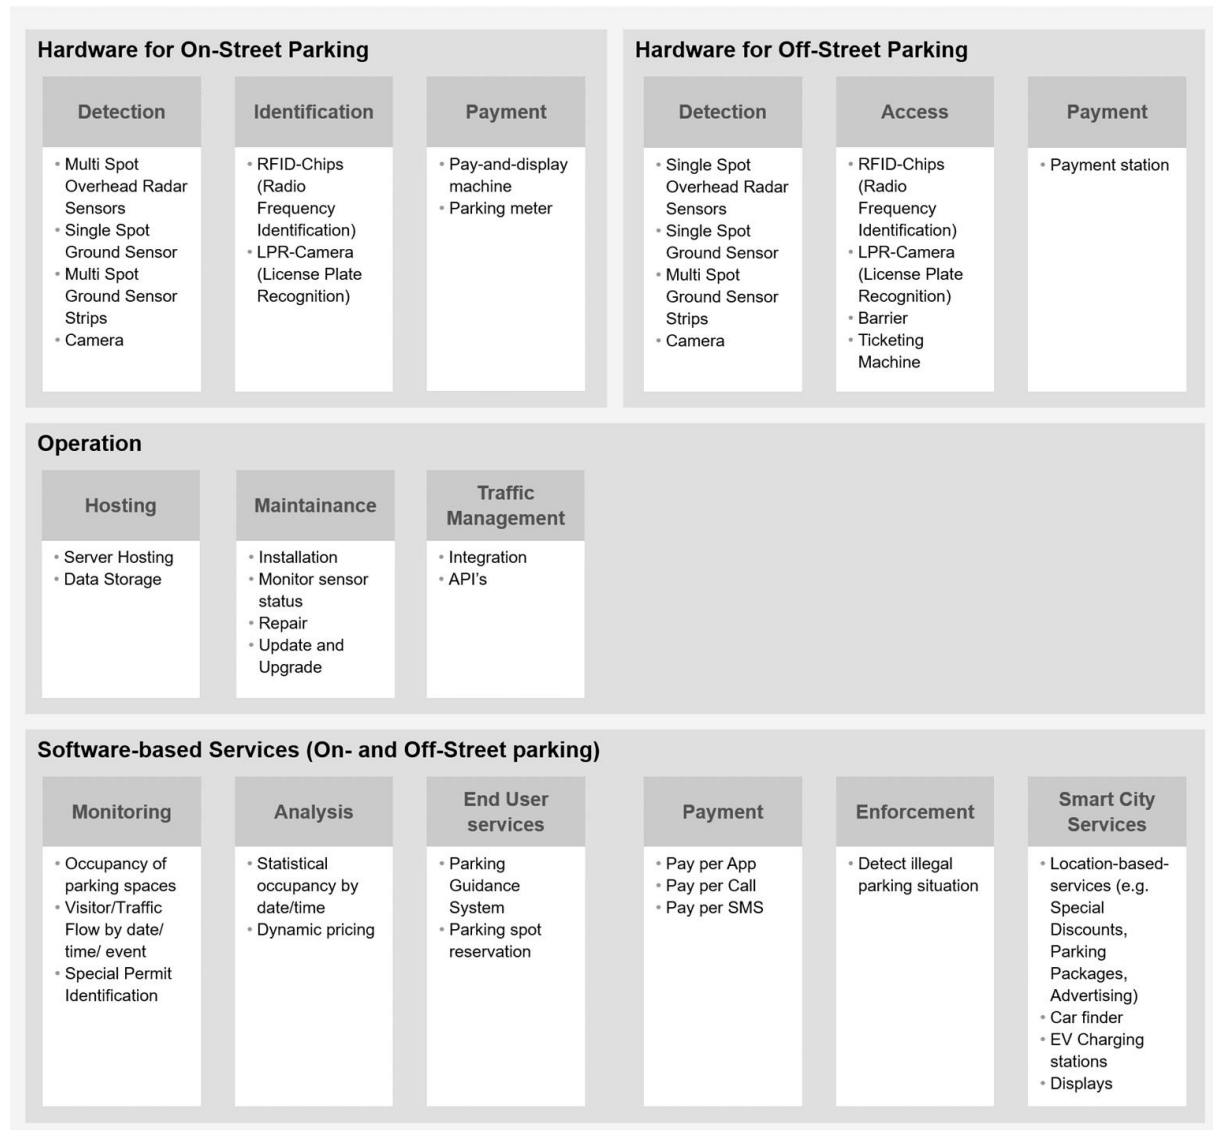 Hardware for On-Street Parking
Detection
• Multi Spot
Overhead Radar
Sensors
• Single Spot
Ground Sensor
• Multi Spot
Ground Sensor
Strips
• Camera
Identification
• RFID-Chips
(Radio
Frequency
Identification)
• LPR-Camera
(License Plate
Recognition)
Payment
• Pay-and-display
machine
• Parking meter
Hardware for Off-Street Parking
Detection
• Single Spot
Overhead Radar
Sensors
• Single Spot
Ground Sensor
• Multi Spot
Ground Sensor
Strips
• Camera
Access
• RFID-Chips
(Radio
Frequency
Identification)
• LPR-Camera
(License Plate
Recognition)
• Barrier
• Ticketing
Machine
Payment
• Payment station
Operation
Hosting
• Server Hosting
• Data Storage
Maintainance
• Installation
• Monitor sensor
status
• Repair
• Update and
Upgrade
Traffic
Management
• Integration
• API’s
Software-based Services (On- and Off-Street parking)
Monitoring
• Occupancy of
parking spaces
• Visitor/Traffic
Flow by date/
time/ event
• Special Permit
Identification
Analysis
• Statistical
occupancy by
date/time
• Dynamic pricing
End User
services
• Parking
Guidance
System
• Parking spot
reservation
Payment
• Pay per App
• Pay per Call
• Pay per SMS
Enforcement
• Detect illegal
parking situation
Smart City
Services
• Location-based-
services (e.g.
Special
Discounts,
Parking
Packages,
Advertising)
• Car finder
• EV Charging
stations
• Displays